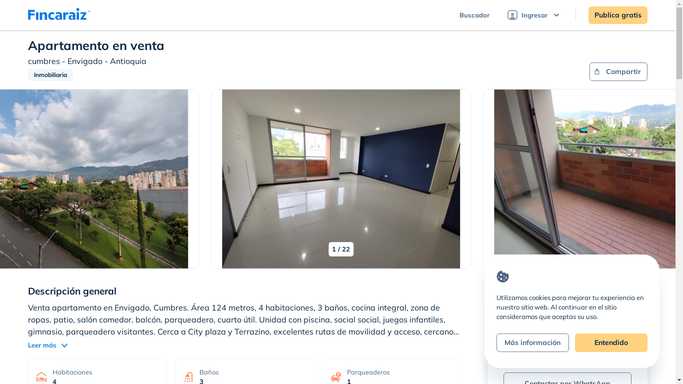 Fincaraiz
Buscador
Ingresar
Publica gratis
Apartamento en venta
cumbres - Envigado - Antioquia
Inmobiliaria
Compartir
1 / 22
Descripción general
Venta apartamento en Envigado, Cumbres. Área 124 metros, 4 habitaciones, 3 baños, cocina integral, zona de
ropas, patio, salón comedor, balcón, parqueadero, cuarto útil. Unidad con piscina, social social, juegos infantiles,
gimnasio, parqueadero visitantes. Cerca a City plaza y Terrazino, excelentes rutas de movilidad y acceso, cercano...
Leer más
Habitaciones
4
Baños
3
Parqueaderos
1
Utilizamos cookies para mejorar tu experiencia en
nuestro sitio web. Al continuar en el sitio
consideramos que aceptas su uso.
Más información
Entendido
Contactar por WhatsApp